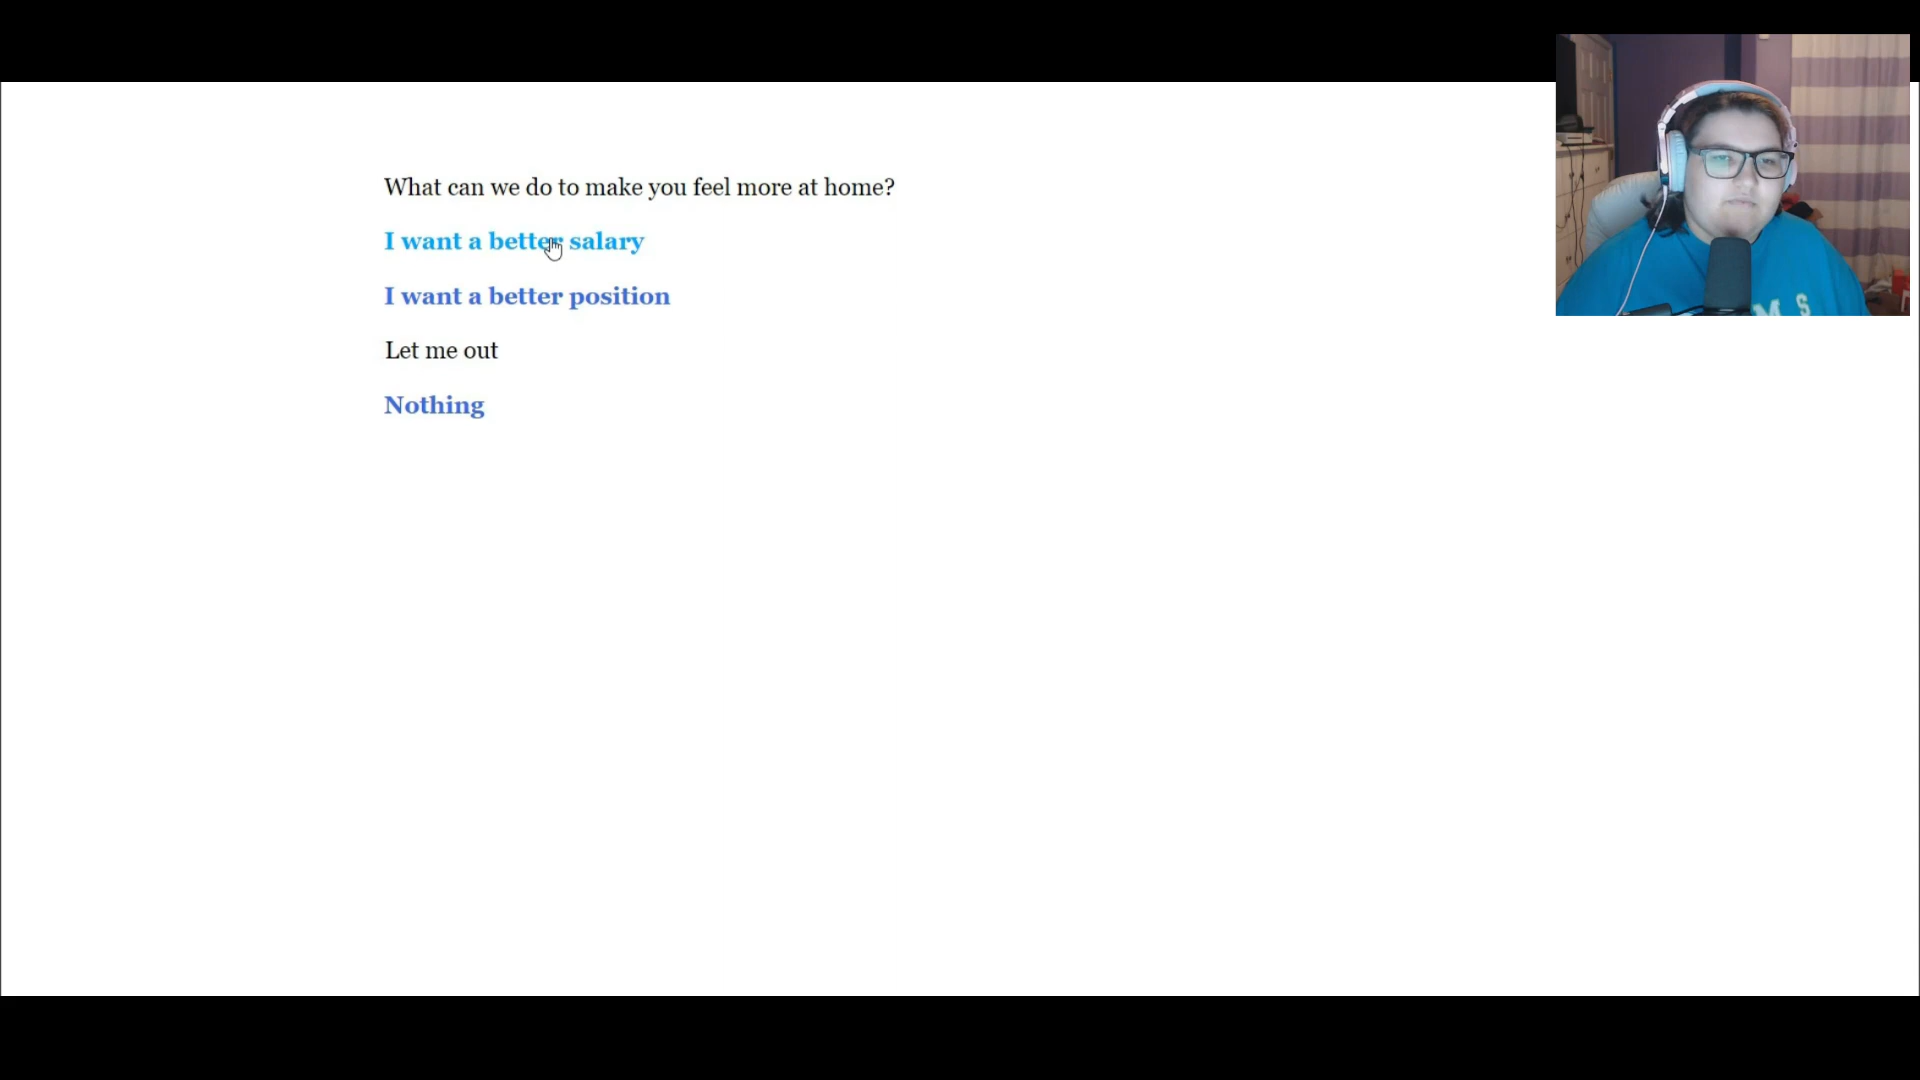 What can we do to make you feel more at home?
I want a better salary
I want a better position
Let me out
Nothing
M S